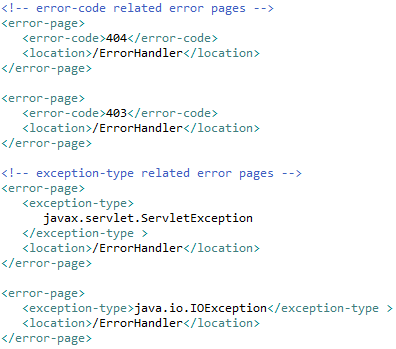 <!-- error-code related error pages -->
<error-page>
   <error-code>404</error-code>
   <location>/ErrorHandler</location>
</error-page>

<error-page>
   <error-code>403</error-code>
   <location>/ErrorHandler</location>
</error-page>

<!-- exception-type related error pages -->
<error-page>
   <exception-type>
      javax.servlet.ServletException
   </exception-type >
   <location>/ErrorHandler</location>
</error-page>

<error-page>
   <exception-type>java.io.IOException</exception-type >
   <location>/ErrorHandler</location>
</error-page>